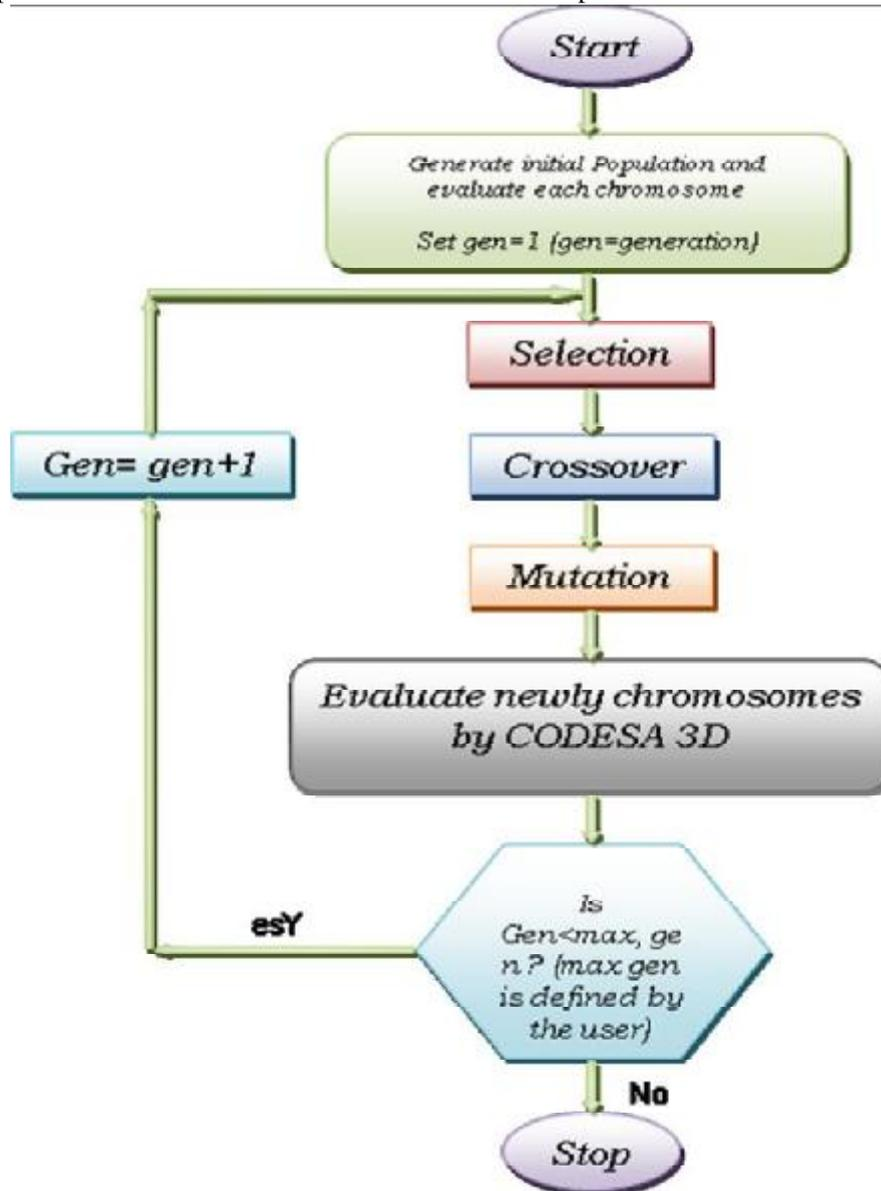 Start
Generate initial Population and
evaluate each chromosome
Set gen=1 (gen=generation)
Selection
Gen= gen+1
Crossover
Mutation
Evaluate newly chromosomes
by CODESA 3D
Is
Gen<max, ge
n? (max gen
is defined by
the user)
esY
No
Stop